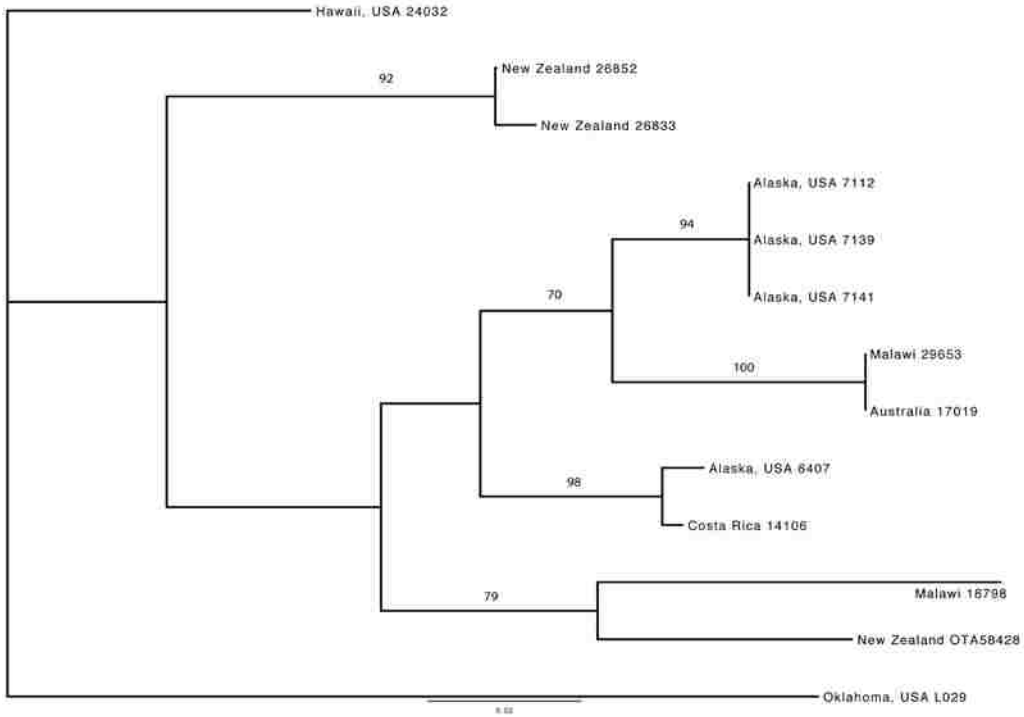 Hawaii, USA 24032
New Zealand 26852
92
New Zealand 26833
Alaska, USA 7112
94
Alaska, USA 7139
70
Alaska, USA 7141
Malawi 29653
100
Australia 17019
Alaska, USA 6407
98
Costa Rica 14106
Malawi 18798
79
New Zealand OTA58428
Oklahoma, USA L029